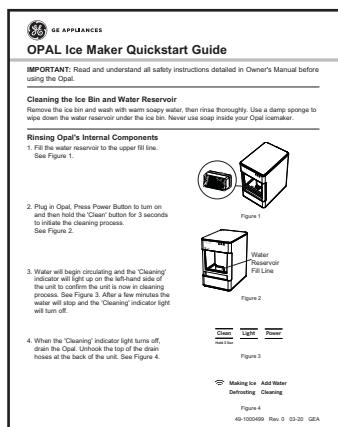 GE APPLIANCES
OPAL Ice Maker Quickstart Guide
IMPORTANT: Read and understand all safety instructions detailed in Owner's Manual before
using the Opal.
Cleaning the Ice Bin and Water Reservoir
Remove the ice bin and wash with warm soapy water, then rinse thoroughly. Use a damp sponge to
wipe down the water reservoir under the ice bin. Never use soap inside your Opal icemaker.
Rinsing Opal's Internal Components
1. Fill the water reservoir to the upper fill line.
See Figure 1.
Figure 1
2. Plug in Opal, Press Power Button to turn on
and then hold the 'Clean' button for 3 seconds
to initiate the cleaning process.
See Figure 2.
Water
Reservoir
Fill Line
Figure 2
3. Water will begin circulating and the 'Cleaning'
indicator will light up on the left-hand side of
the unit to confirm the unit is now in cleaning
process. See Figure 3. After a few minutes the
water will stop and the 'Cleaning' indicator light
will turn off.
Clean Light Power
Hold 3 Sec
Figure 3
4. When the 'Cleaning' indicator light turns off,
drain the Opal. Unhook the top of the drain
hoses at the back of the unit. See Figure 4.
Making Ice Add Water
Defrosting Cleaning
Figure 4
49-1000499 Rev. 0 03-20 GEA